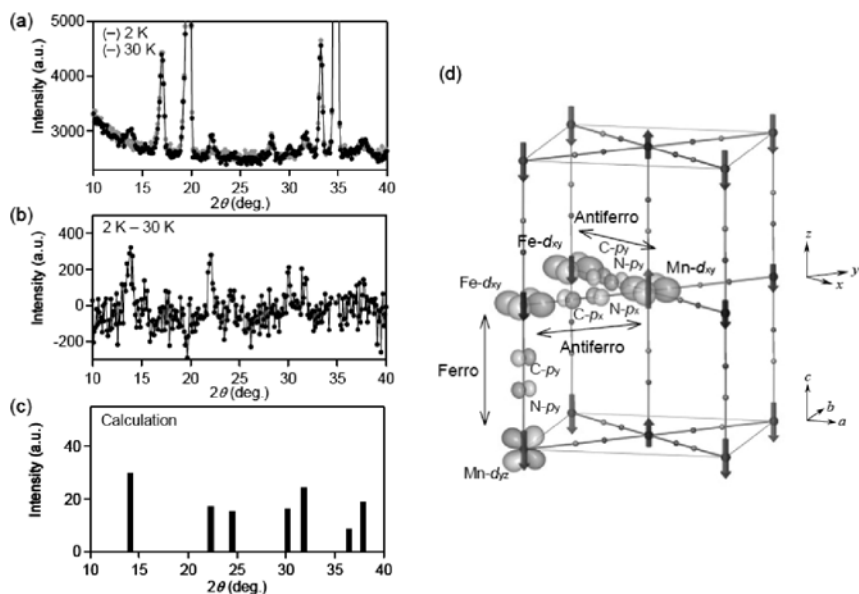 (a)
5000
4000
3000
Intensity (a.u.)
(–) 2 K
(–) 30 K
10 15 20 25 30 35 40
2θ (deg.)
(b)
400
200
0
-200
Intensity (a.u.)
2 K – 30 K
10 15 20 25 30 35 40
2θ (deg.)
(c)
60
40
20
0
Intensity (a.u.)
Calculation
10 15 20 25 30 35 40
2θ (deg.)
(d)
Antiferro
Fe-dxy
C-py
N-py
Mn-dxy
Fe-dxy
C-px
N-px
Antiferro
Ferro
C-py
N-py
Mn-dyz
z
y
x
c
b
a